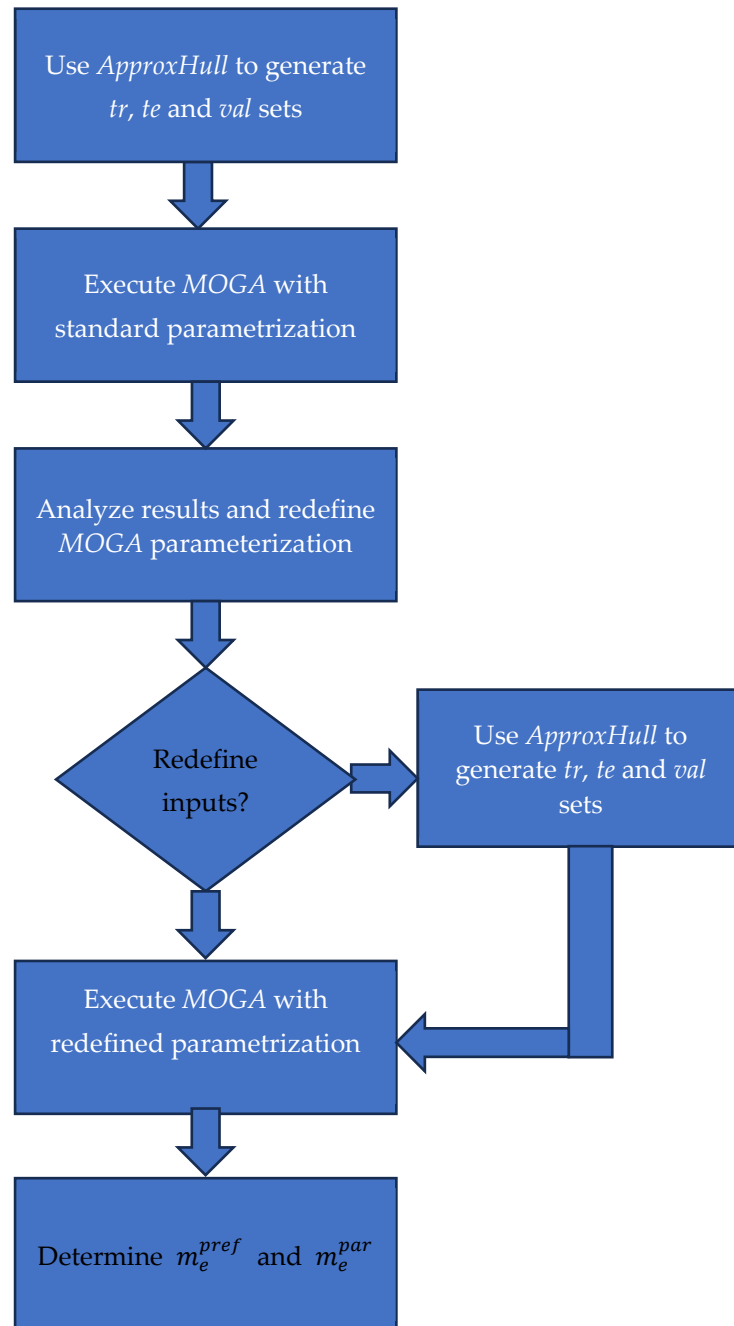 Use ApproxHull to generate
tr, te and val sets
Execute MOGA with
standard parametrization
Analyze results and redefine
MOGA parameterization
Redefine
inputs?
Use ApproxHull to
generate tr, te and val
sets
Execute MOGA with
redefined parametrization
Determine m_e^{pref} and m_e^{par}